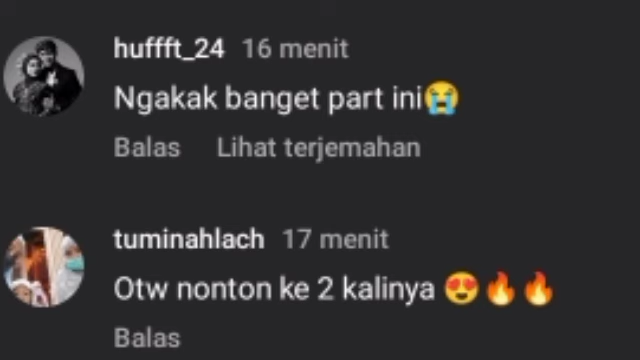 huffft_24 16 menit
Ngakak banget part ini😭
Balas Lihat terjemahan
tuminahlach 17 menit
Otw nonton ke 2 kalinya 😍🔥🔥
Balas